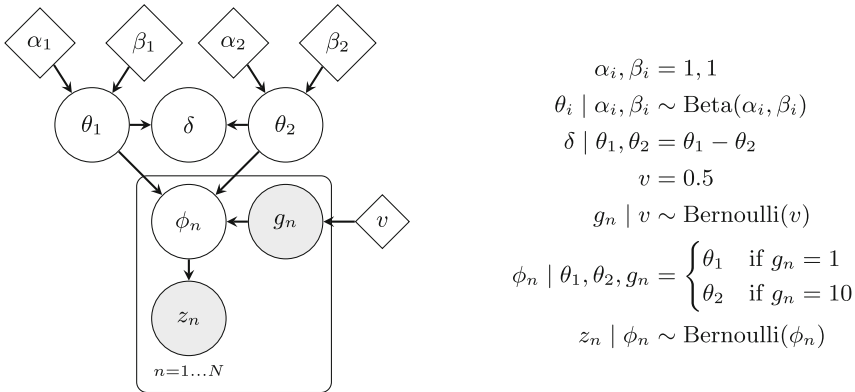 α₁ β₁ α₂ β₂
θ₁ δ θ₂
ϕₙ gₙ v
zₙ
n=1...N
αᵢ, βᵢ = 1, 1
θᵢ | αᵢ, βᵢ ∼ Beta(αᵢ, βᵢ)
δ | θ₁, θ₂ = θ₁ − θ₂
v = 0.5
gₙ | v ∼ Bernoulli(v)
ϕₙ | θ₁, θ₂, gₙ = { θ₁ if gₙ = 1
θ₂ if gₙ = 10
zₙ | ϕₙ ∼ Bernoulli(ϕₙ)